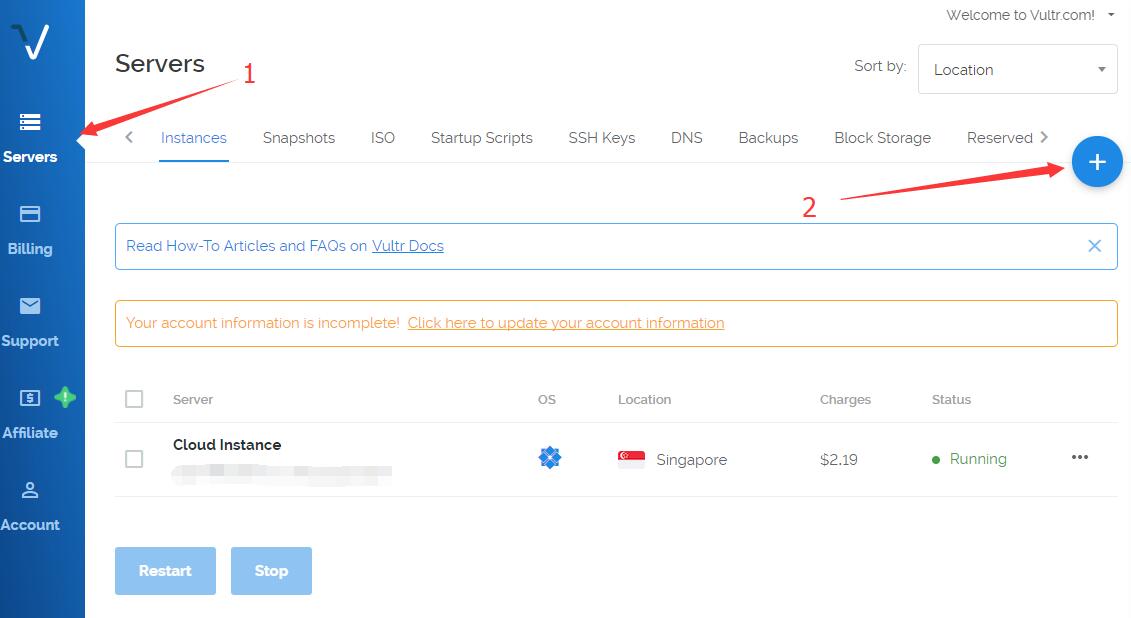 Welcome to Vultr.com!
Servers
1
Sort by:
Location
Instances
Snapshots
ISO
Startup Scripts
SSH Keys
DNS
Backups
Block Storage
Reserved
2
Servers
Billing
Support
Affiliate
Account
Read How-To Articles and FAQs on Vultr Docs
Your account information is incomplete! Click here to update your account information
Server
OS
Location
Charges
Status
Cloud Instance
Singapore
$2.19
Running
Restart
Stop